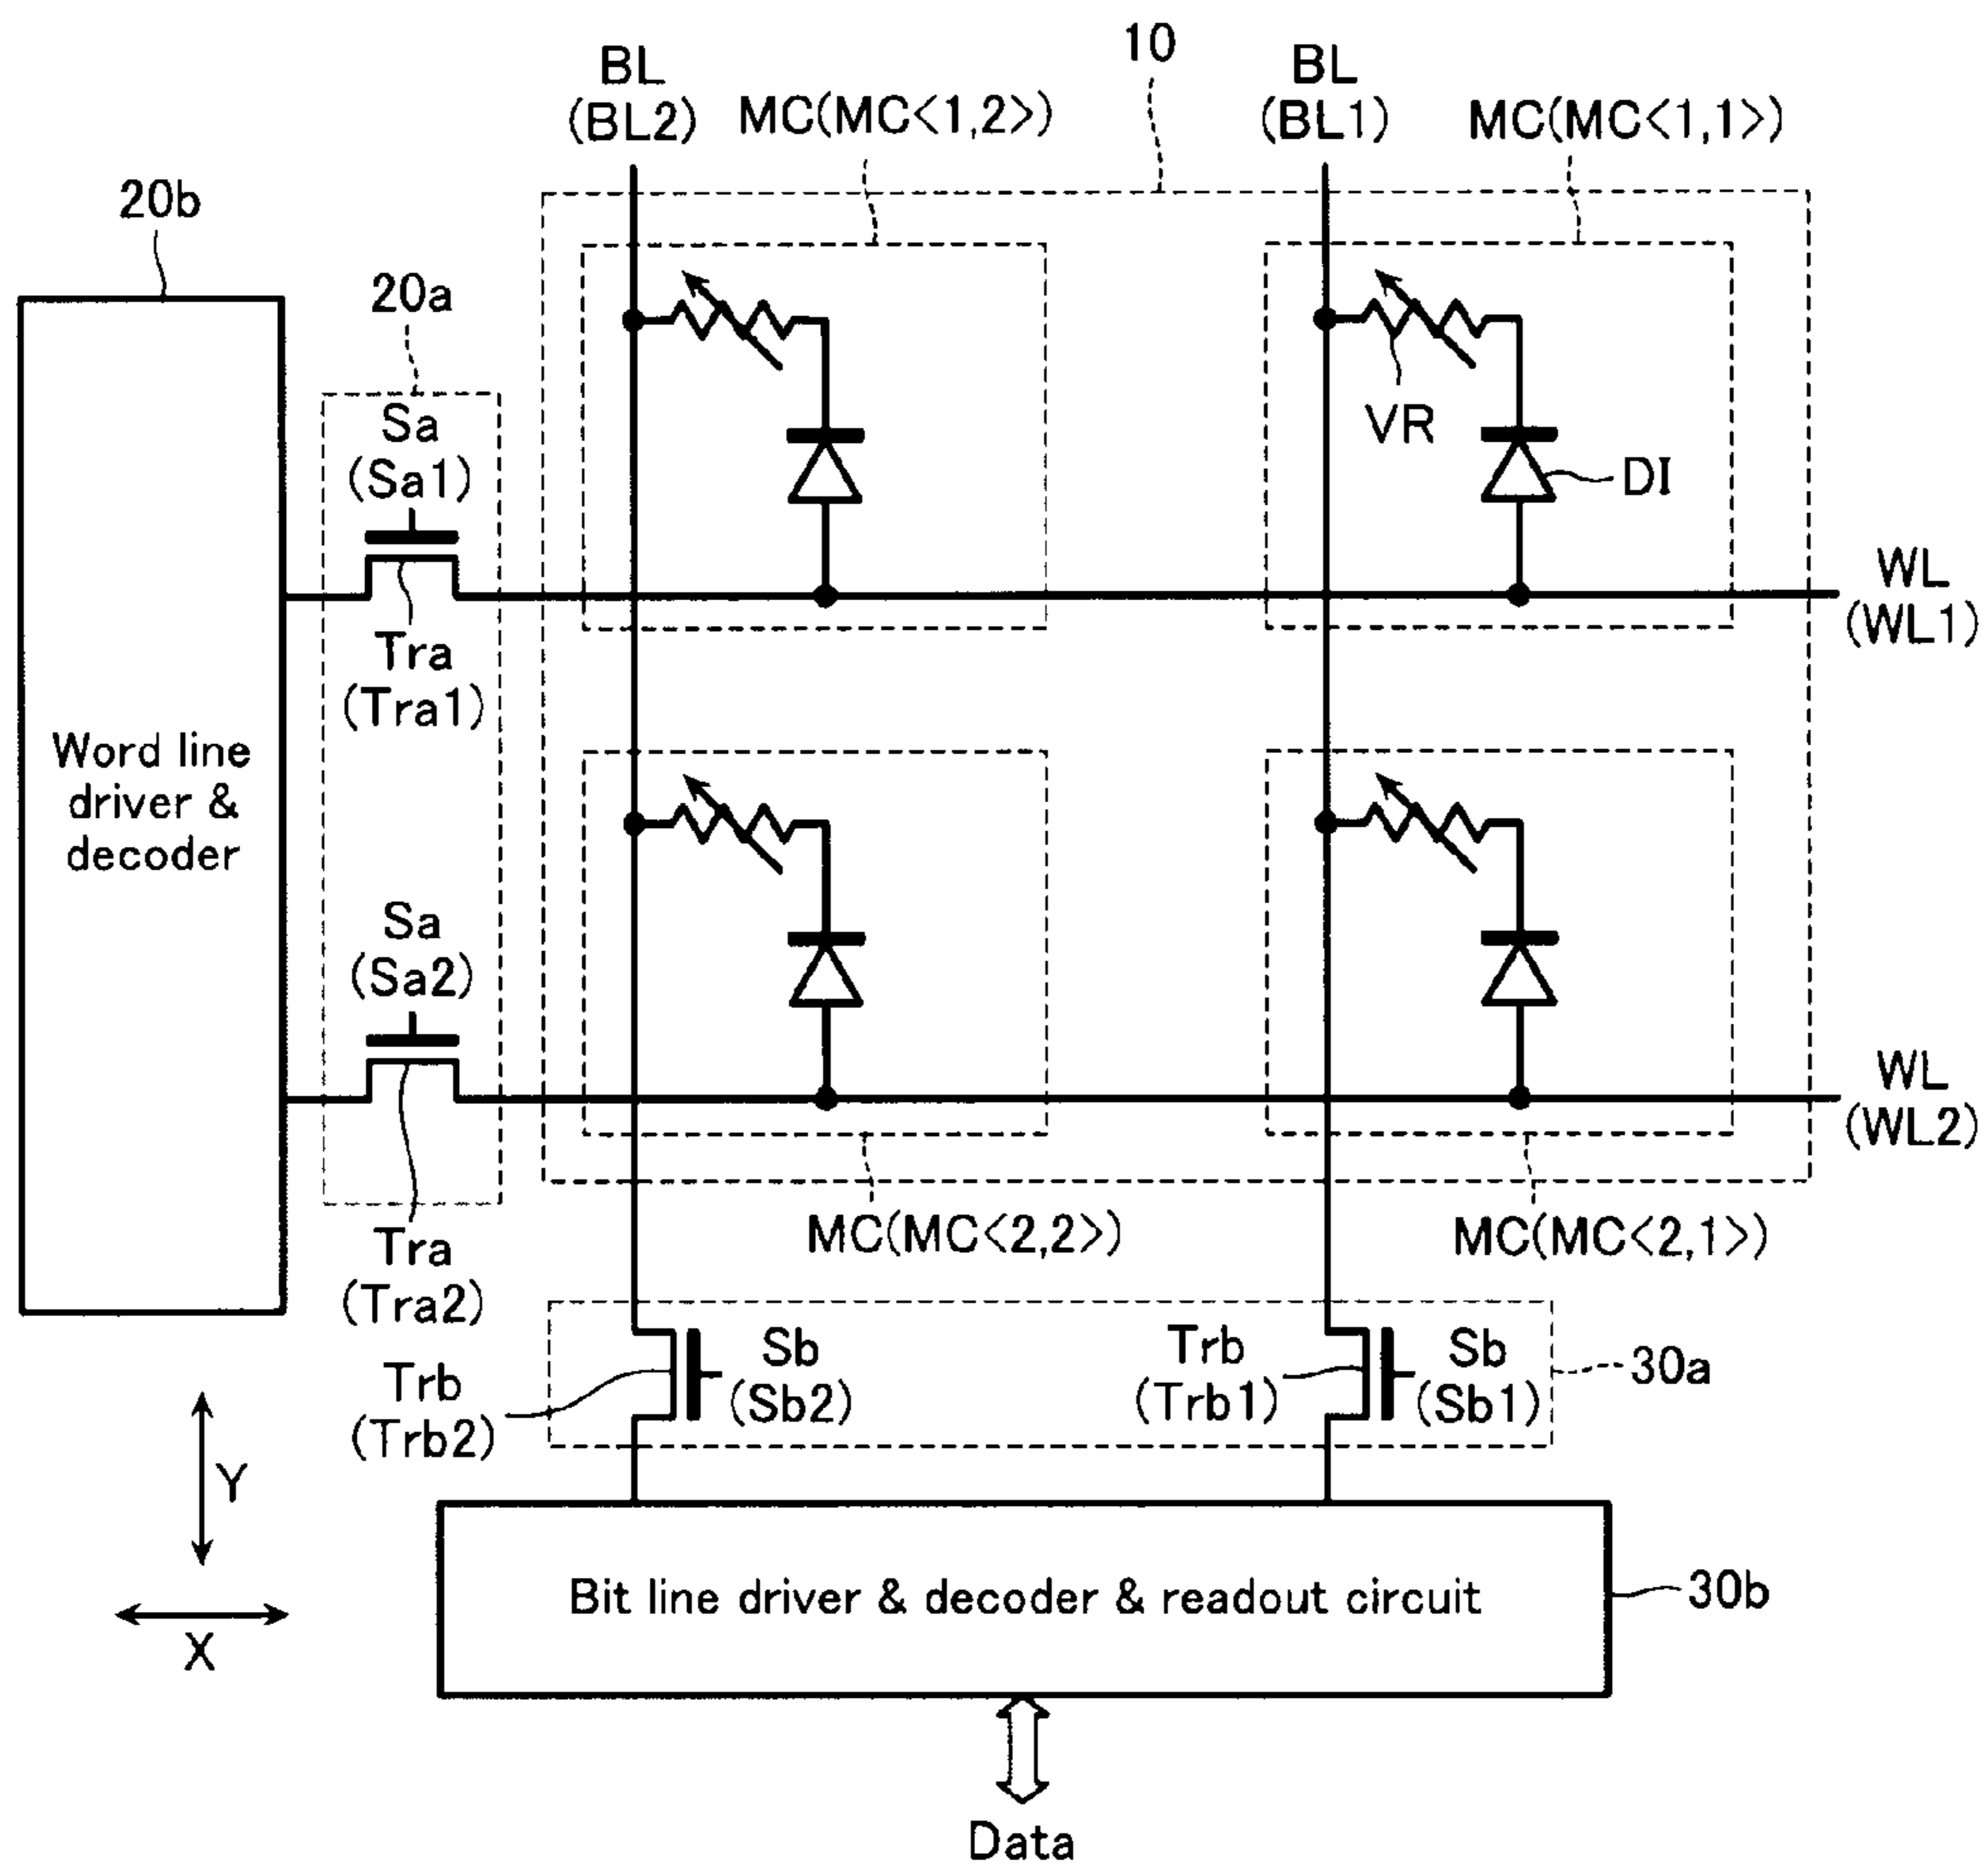 10
BL
(BL2)
MC(MC<1,2>)
BL
(BL1)
MC(MC<1,1>)
20b
20a
Sa
(Sa1)
VR
DI
WL
(WL1)
Tra
(Tra1)
Word line
driver &
decoder
Sa
(Sa2)
WL
(WL2)
MC(MC<2,2>)
MC(MC<2,1>)
Tra
(Tra2)
Trb
(Trb2)
Sb
(Sb2)
Trb
(Trb1)
Sb
(Sb1)
30a
Y
X
Bit line driver & decoder & readout circuit
30b
Data